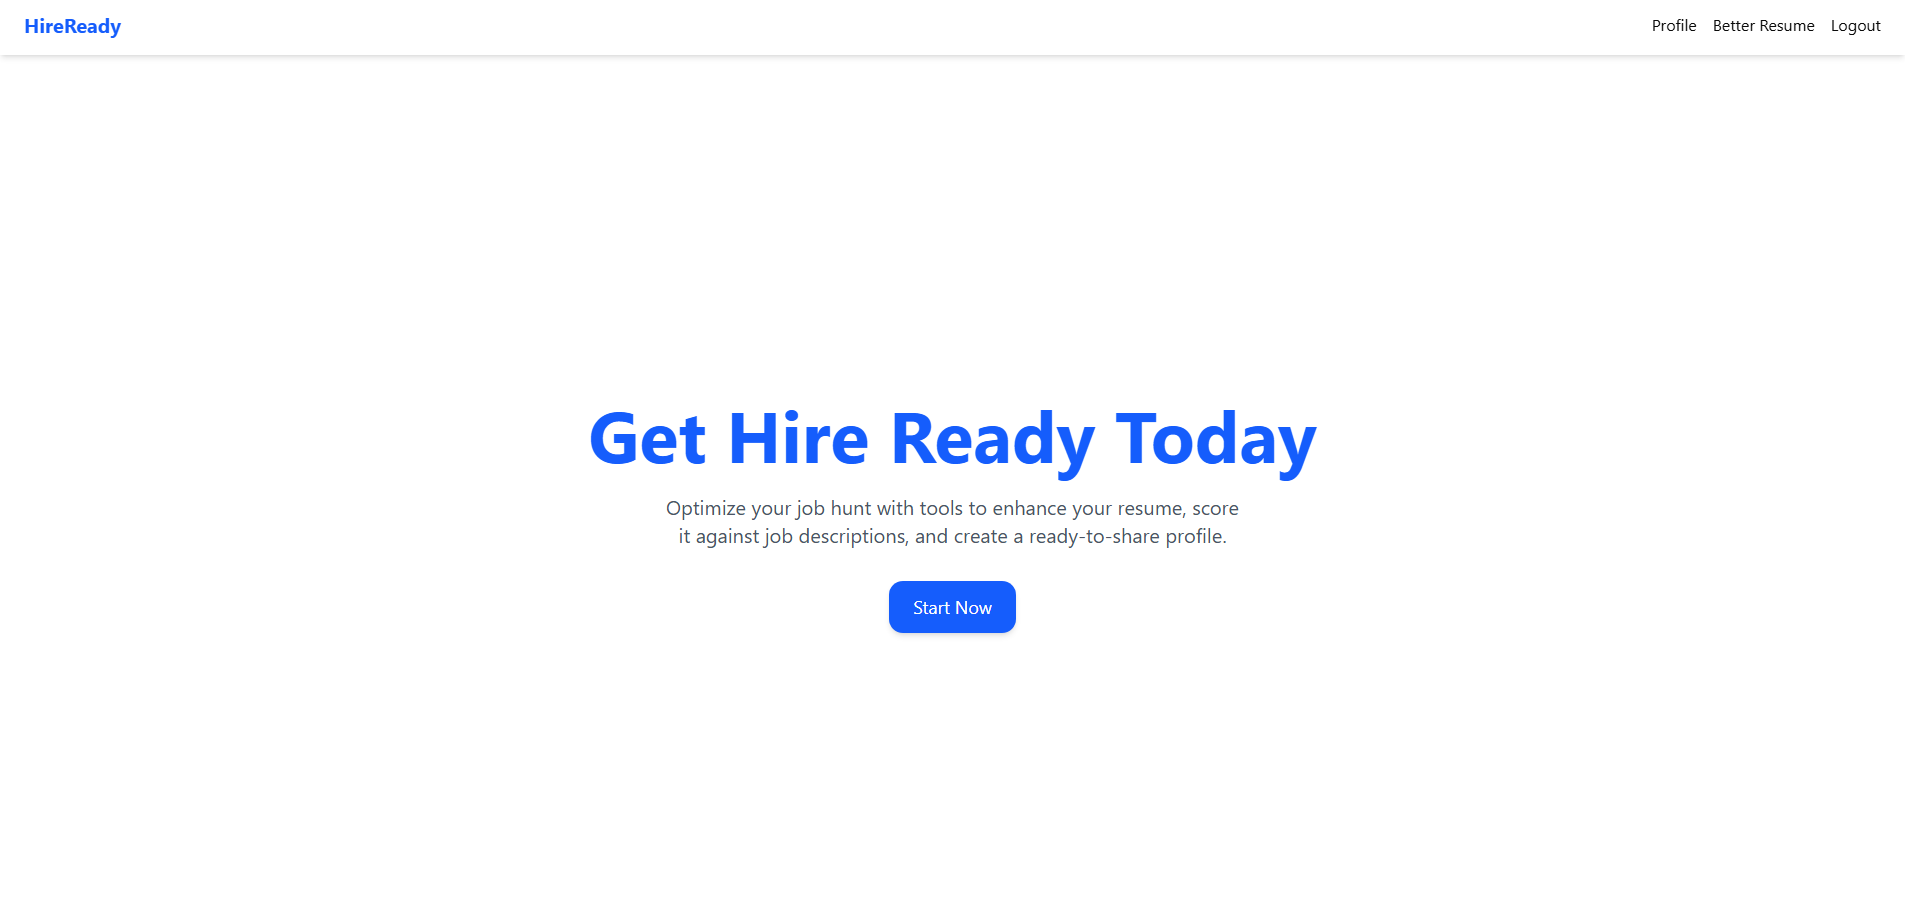 HireReady
Profile Better Resume Logout
Get Hire Ready Today
Optimize your job hunt with tools to enhance your resume, score
it against job descriptions, and create a ready-to-share profile.
Start Now